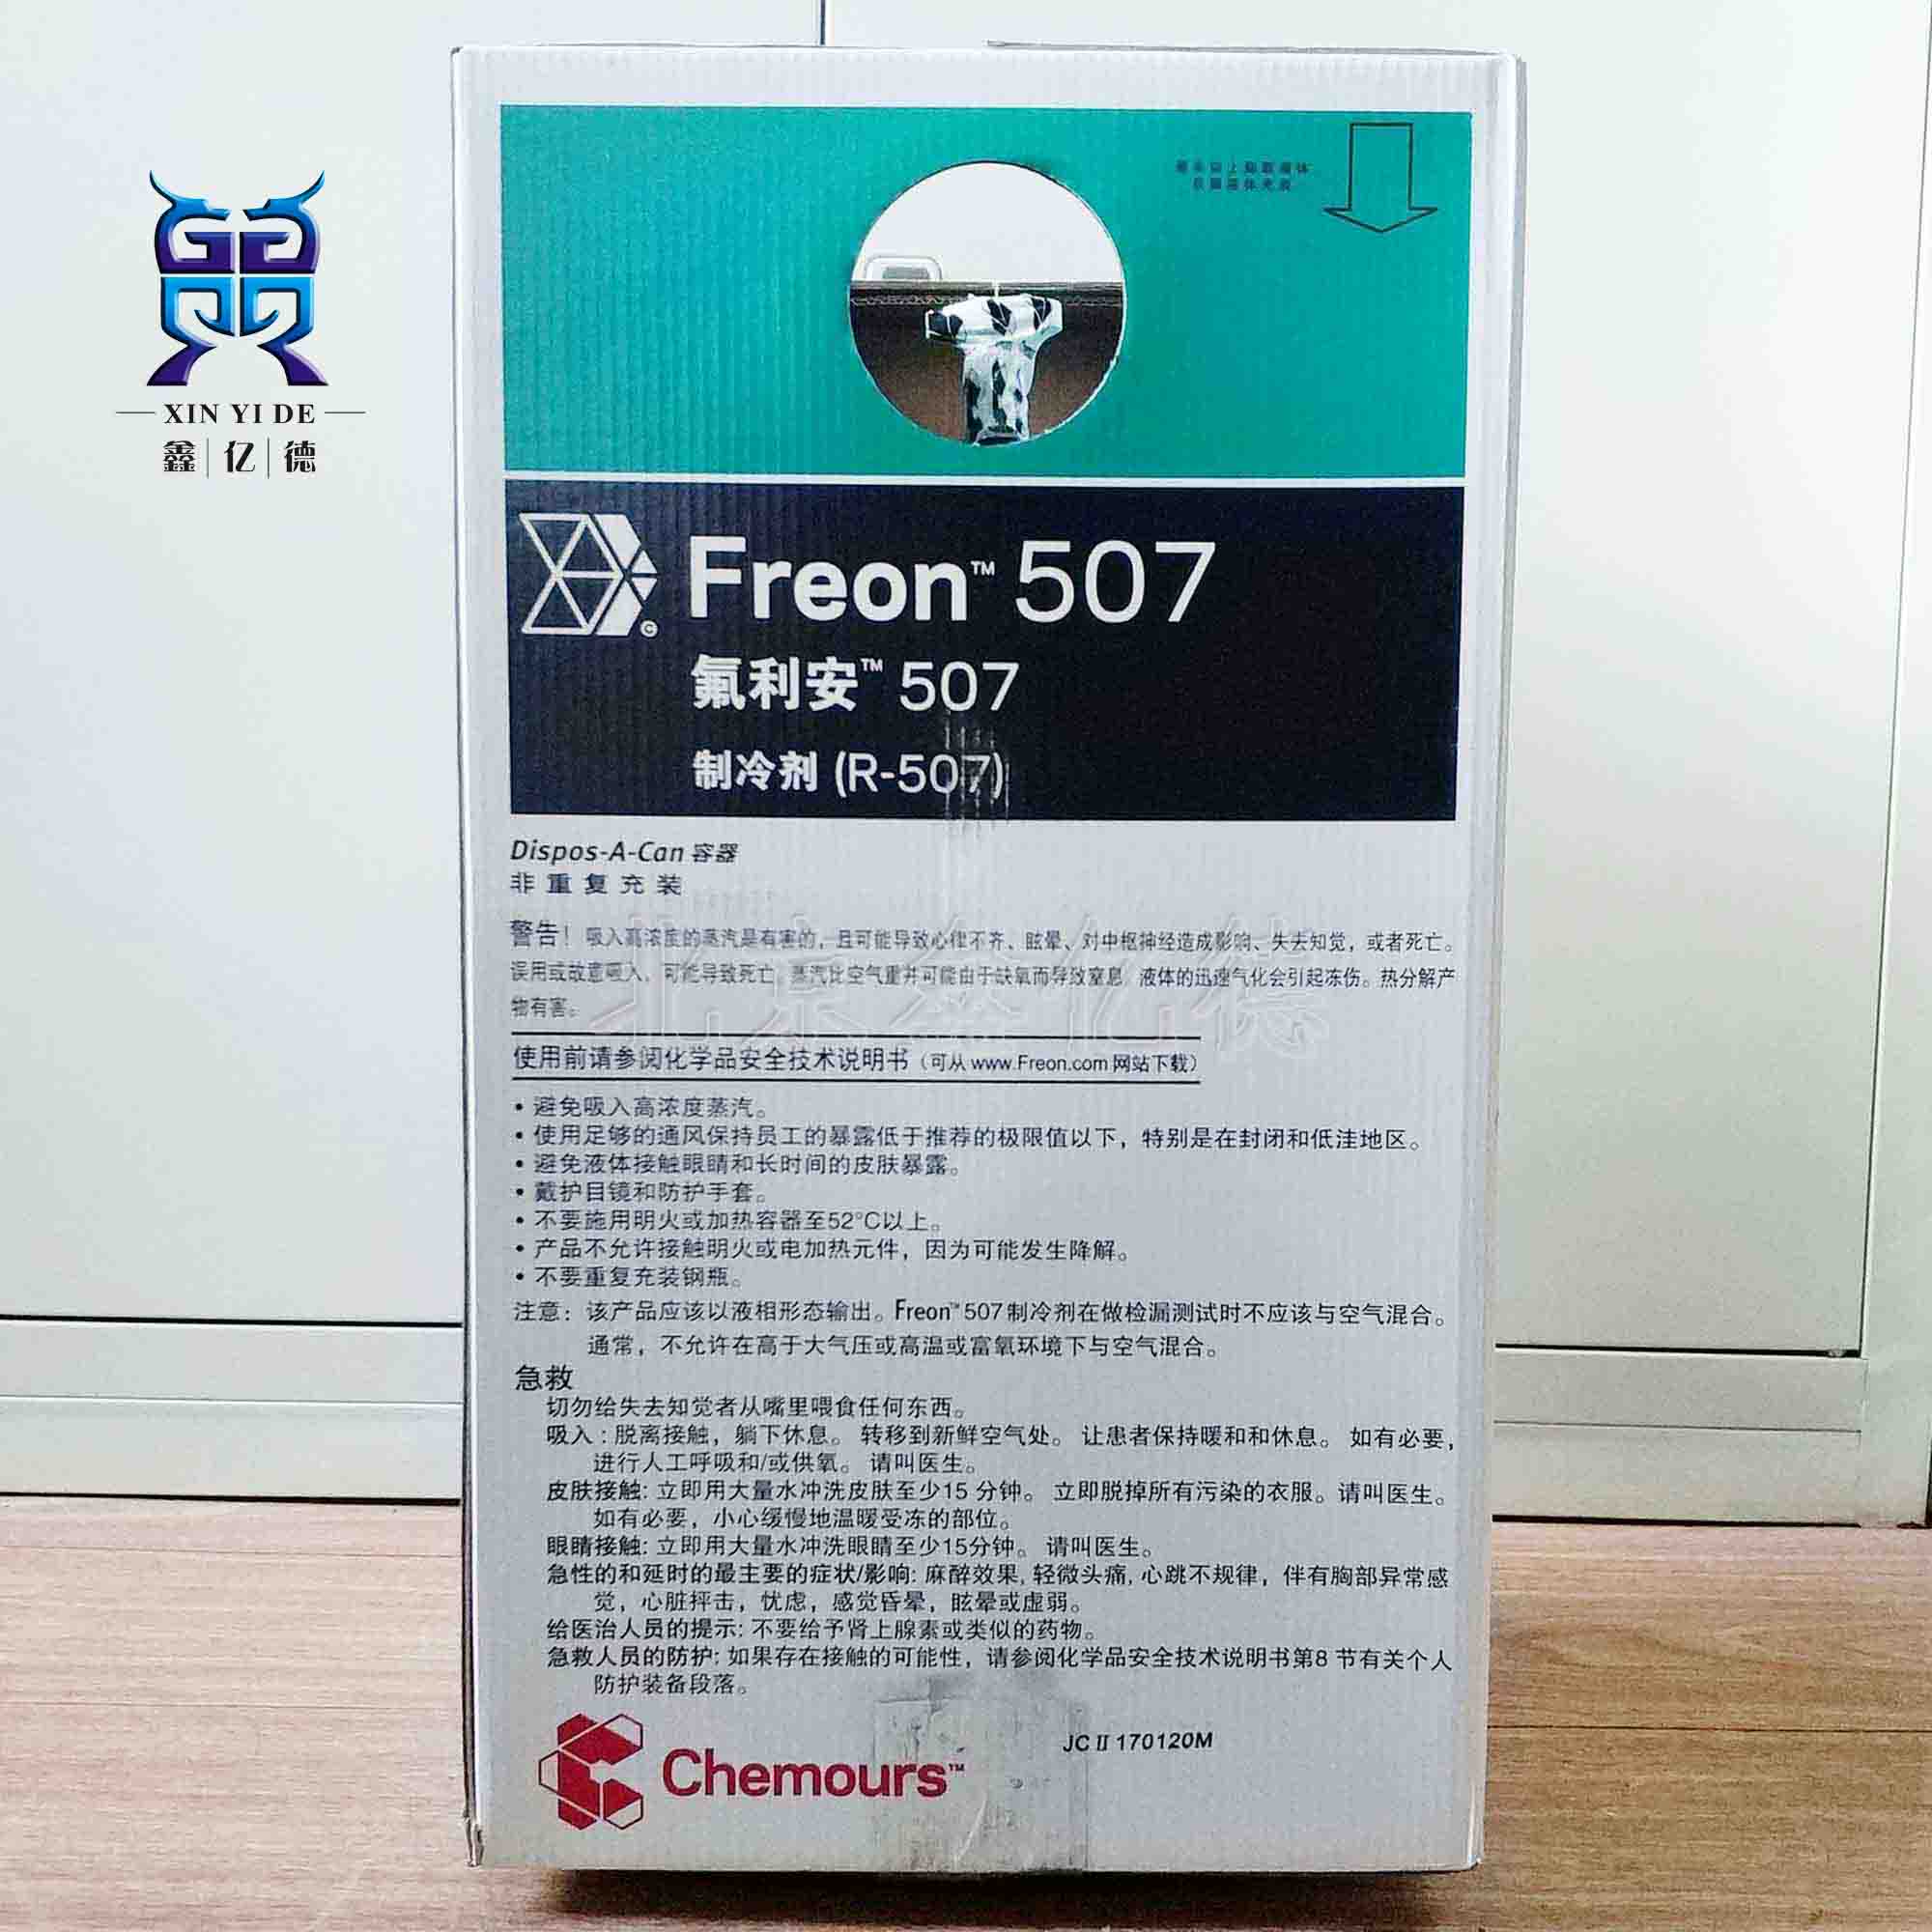 XIN YI DE
鑫 亿 德
Freon™ 507
氟利安™ 507
制冷剂 (R-507)
Dispos-A-Can 容器
非重复充装
警告！吸入高浓度的蒸汽是有害的，且可能导致心律不齐、眩晕、对中枢神经造成影响、失去知觉，或者死亡。
误用或故意吸入，可能导致死亡 蒸汽比空气重并可能由于缺氧而导致窒息 液体的迅速气化会引起冻伤。热分解产
物有害。
北京鑫亿德
使用前请参阅化学品安全技术说明书（可从 www.Freon.com 网站下载）
• 避免吸入高浓度蒸汽。
• 使用足够的通风保持员工的暴露低于推荐的极限值以下，特别是在封闭和低洼地区。
• 避免液体接触眼睛和长时间的皮肤暴露。
• 戴护目镜和防护手套。
• 不要施用明火或加热容器至52°C以上。
• 产品不允许接触明火或电加热元件，因为可能发生降解。
• 不要重复充装钢瓶。
注意：该产品应该以液相形态输出。Freon™ 507制冷剂在做检漏测试时不应该与空气混合。
通常，不允许在高于大气压或高温或富氧环境下与空气混合。
急救
切勿给失去知觉者从嘴里喂食任何东西。
吸入：脱离接触，躺下休息。 转移到新鲜空气处。 让患者保持暖和和休息。 如有必要，
进行人工呼吸和/或供氧。 请叫医生。
皮肤接触: 立即用大量水冲洗皮肤至少15 分钟。 立即脱掉所有污染的衣服。请叫医生。
如有必要，小心缓慢地温暖受冻的部位。
眼睛接触: 立即用大量水冲洗眼睛至少15分钟。 请叫医生。
急性的和延时的最主要的症状/影响: 麻醉效果, 轻微头痛, 心跳不规律，伴有胸部异常感
觉，心脏抨击，忧虑，感觉昏晕，眩晕或虚弱。
给医治人员的提示: 不要给予肾上腺素或类似的药物。
急救人员的防护: 如果存在接触的可能性，请参阅化学品安全技术说明书第8 节有关个人
防护装备段落。
Chemours™
JC II 170120M